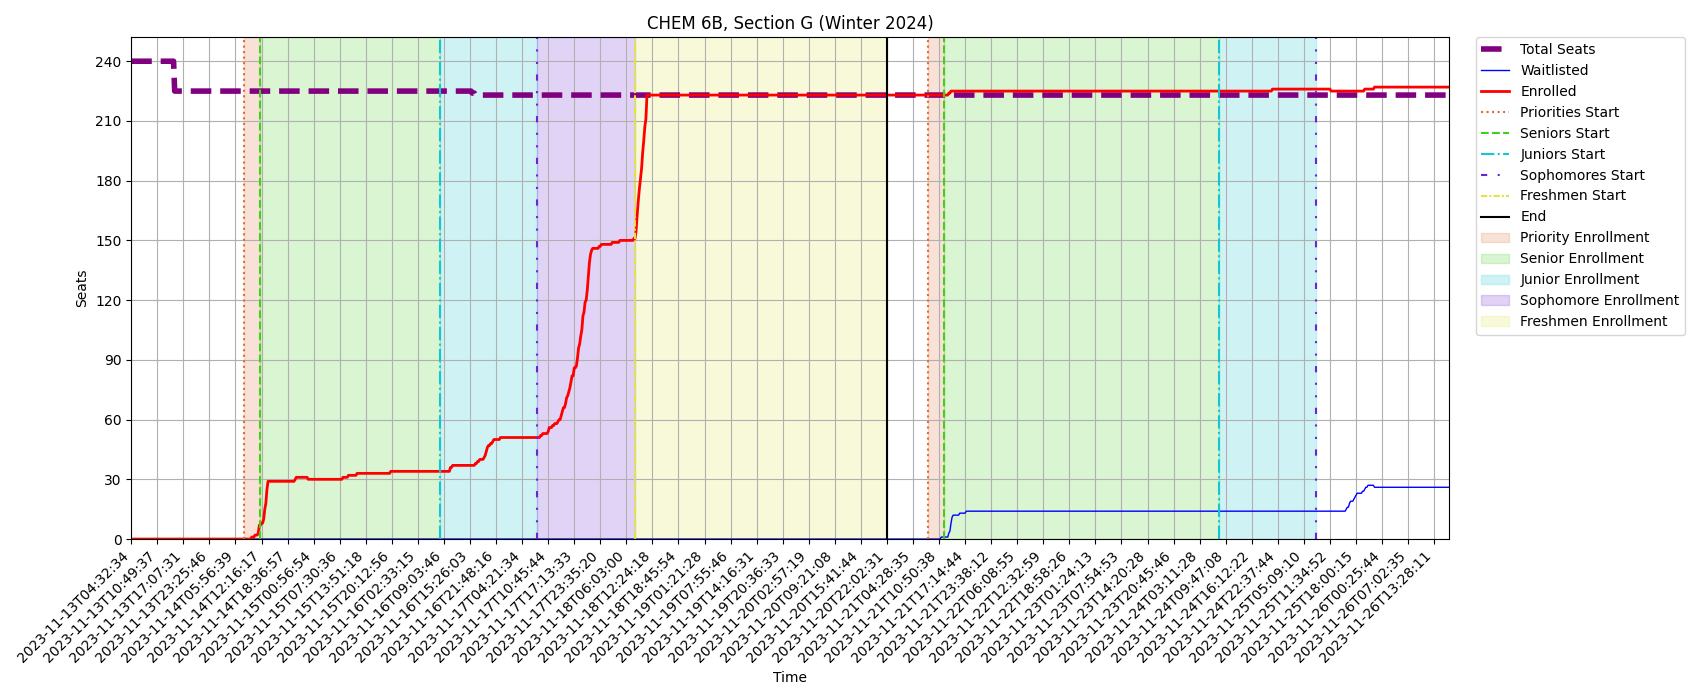 CHEM 6B, Section G (Winter 2024)
Seats
240
210
180
150
120
90
60
30
0
2023-11-13T04:32:34
2023-11-13T10:49:37
2023-11-13T17:07:31
2023-11-13T23:25:46
2023-11-14T05:56:39
2023-11-14T12:16:17
2023-11-14T18:36:57
2023-11-15T00:56:54
2023-11-15T07:30:36
2023-11-15T13:51:18
2023-11-15T20:12:56
2023-11-16T02:33:15
2023-11-16T09:03:46
2023-11-16T15:26:03
2023-11-16T21:48:16
2023-11-17T04:21:34
2023-11-17T10:45:44
2023-11-17T17:13:33
2023-11-17T23:35:20
2023-11-18T06:03:00
2023-11-18T12:24:18
2023-11-18T18:45:54
2023-11-19T01:21:28
2023-11-19T07:55:46
2023-11-19T14:16:31
2023-11-19T20:36:33
2023-11-20T02:57:19
2023-11-20T09:21:08
2023-11-20T15:41:44
2023-11-20T22:02:31
2023-11-21T04:28:35
2023-11-21T10:50:38
2023-11-21T17:14:44
2023-11-21T23:38:12
2023-11-22T06:08:55
2023-11-22T12:32:59
2023-11-22T18:58:26
2023-11-23T01:24:13
2023-11-23T07:54:53
2023-11-23T14:20:28
2023-11-23T20:45:46
2023-11-24T03:11:28
2023-11-24T09:47:08
2023-11-24T16:12:22
2023-11-24T22:37:44
2023-11-25T05:09:10
2023-11-25T11:34:52
2023-11-25T18:00:15
2023-11-26T00:25:44
2023-11-26T07:02:35
2023-11-26T13:28:11
Time
Total Seats
Waitlisted
Enrolled
Priorities Start
Seniors Start
Juniors Start
Sophomores Start
Freshmen Start
End
Priority Enrollment
Senior Enrollment
Junior Enrollment
Sophomore Enrollment
Freshmen Enrollment